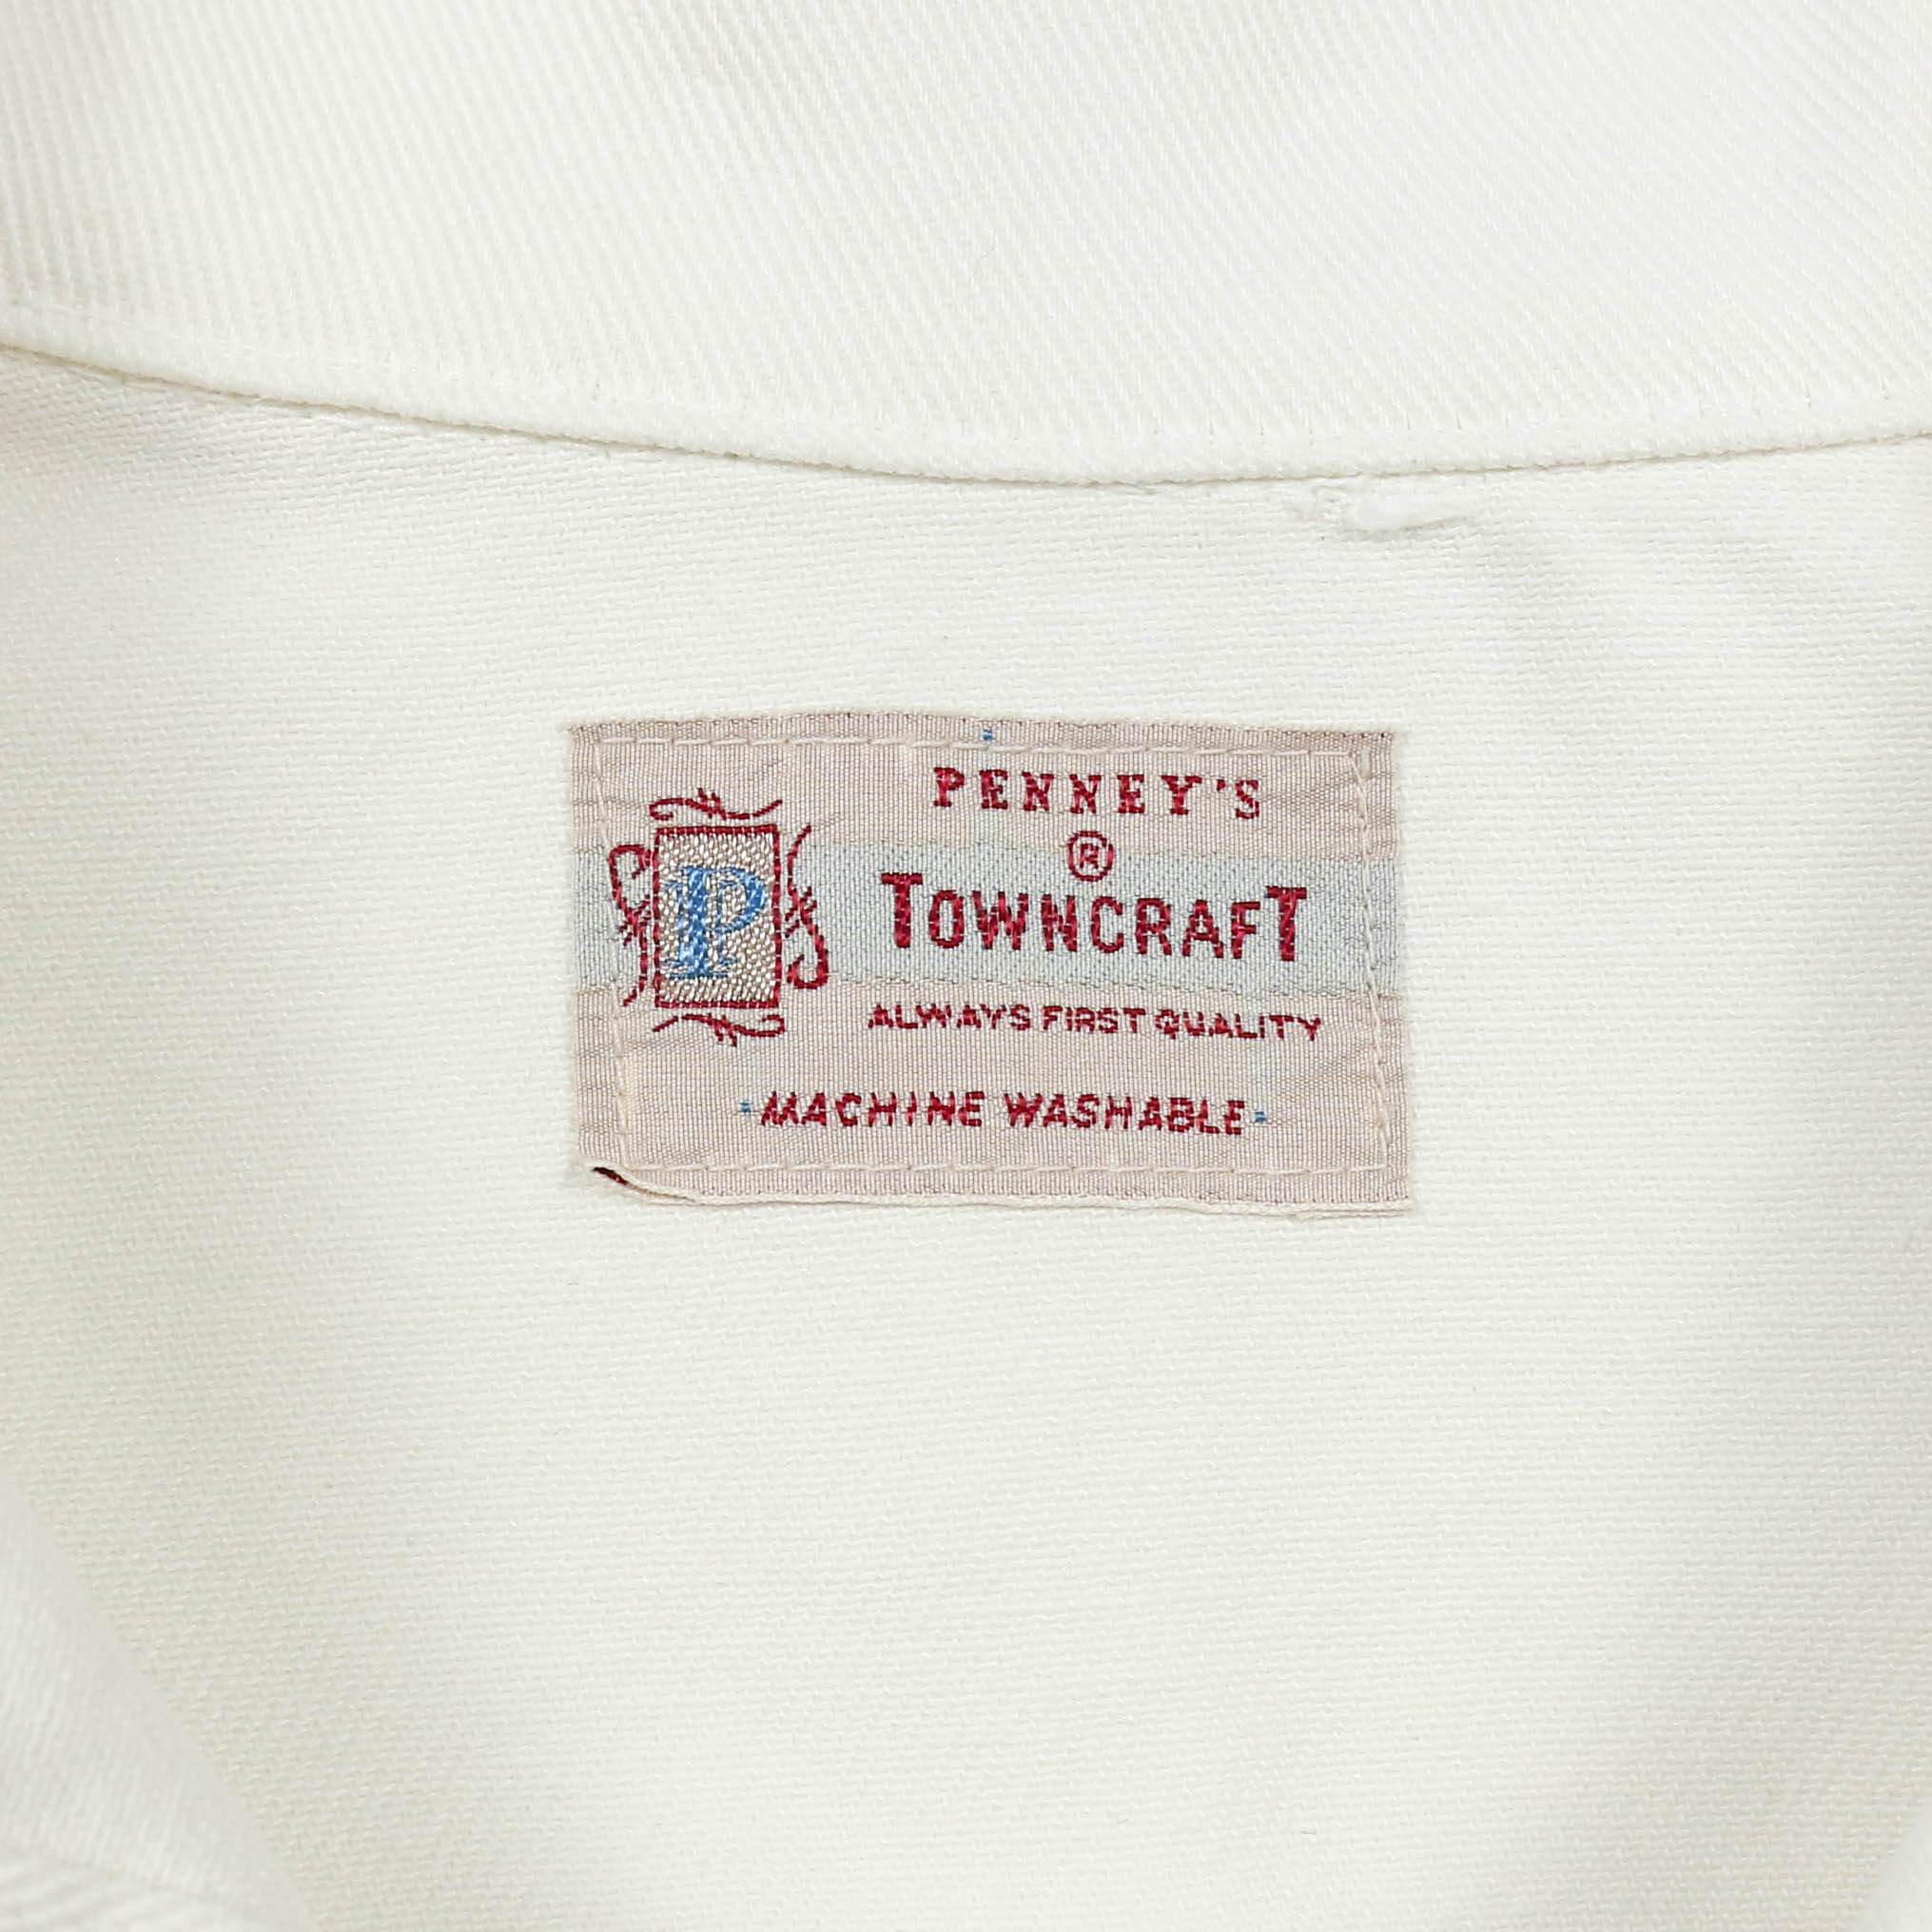 PENNEY'S
®
TOWNCRAFT
ALWAYS FIRST QUALITY
MACHINE WASHABLE
P